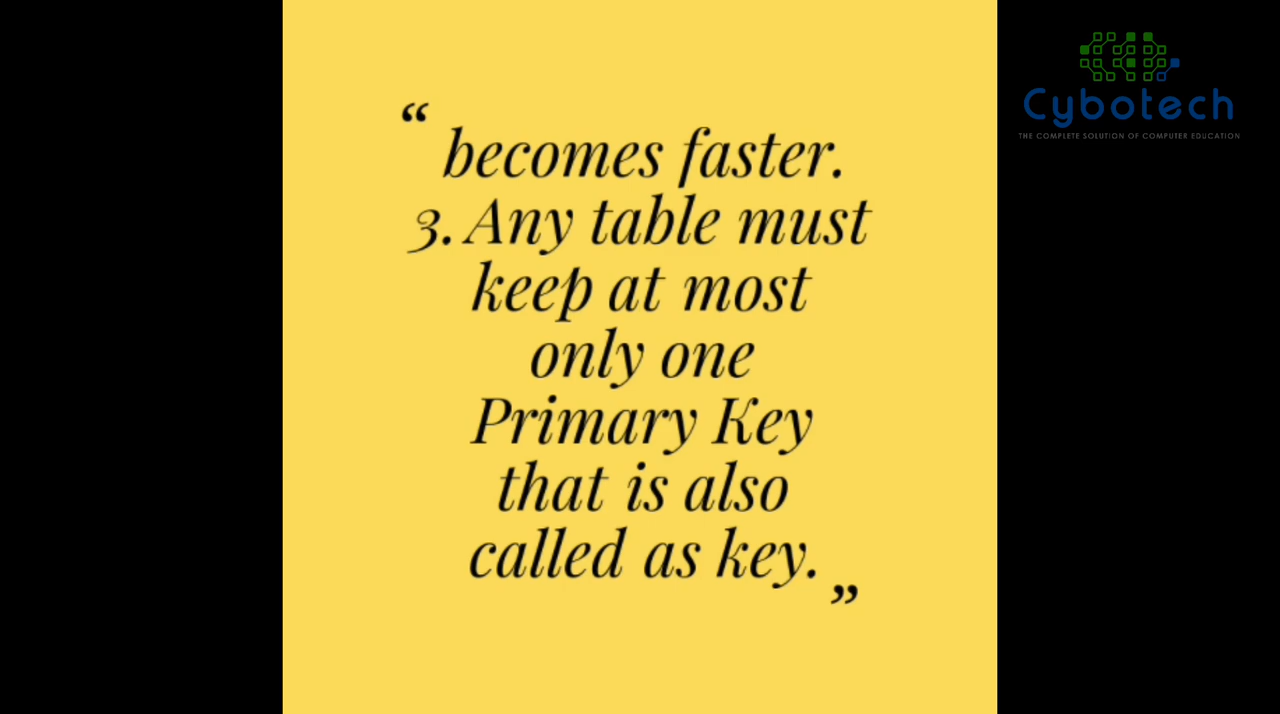 “
becomes faster.
3. Any table must
keep at most
only one
Primary Key
that is also
called as key.
”
Cybotech
THE COMPLETE SOLUTION OF COMPUTER EDUCATION